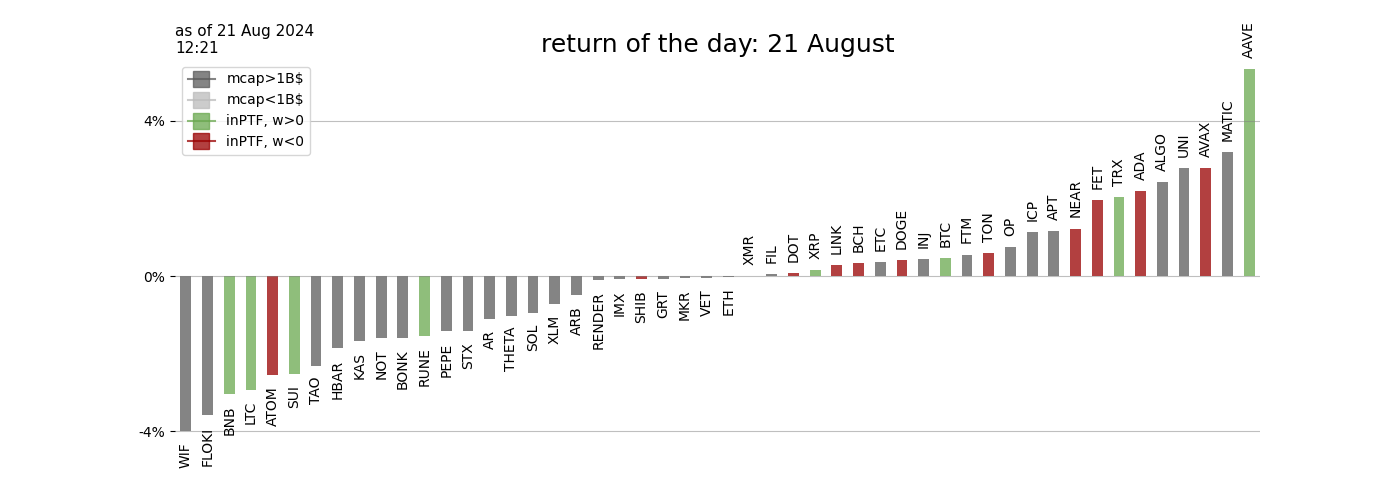 as of 21 Aug 2024
12:21
return of the day: 21 August
mcap>1B$
mcap<1B$
inPTF, w>0
inPTF, w<0
4%
0%
-4%
WIF
FLOKI
BNB
LTC
ATOM
SUI
TAO
HBAR
KAS
NOT
BONK
RUNE
PEPE
STX
AR
THETA
SOL
XLM
ARB
RENDER
IMX
SHIB
GRT
MKR
VET
ETH
XMR
FIL
DOT
XRP
LINK
BCH
ETC
DOGE
INJ
BTC
FTM
TON
OP
ICP
APT
NEAR
FET
TRX
ADA
ALGO
UNI
AVAX
MATIC
AAVE